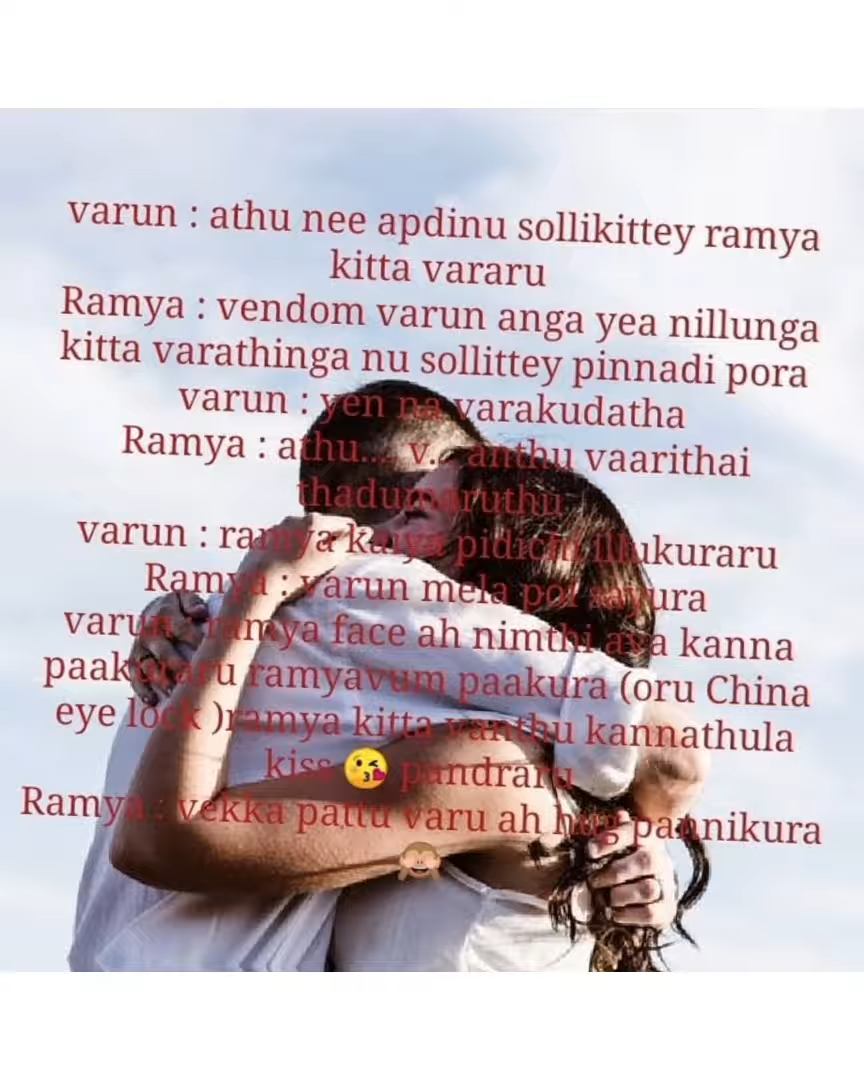 varun : athu nee apdinu sollikittey ramya
kitta vararu
Ramya : vendom varun anga yea nillunga
kitta varathinga nu sollittey pinnadi pora
varun : yen na varakudatha
Ramya : athu.... v....anthu vaarithai
thadumaruthu
varun : ramya kaiya pidichi illukuraru
Ramya : varun mela poi sayura
varun : ramya face ah nimthi ava kanna
paakuraru ramyavum paakura (oru China
eye lock )ramya kitta vanthu kannathula
kiss 😘 pandraru
Ramya : vekka pattu varu ah hug pannikura
🙈